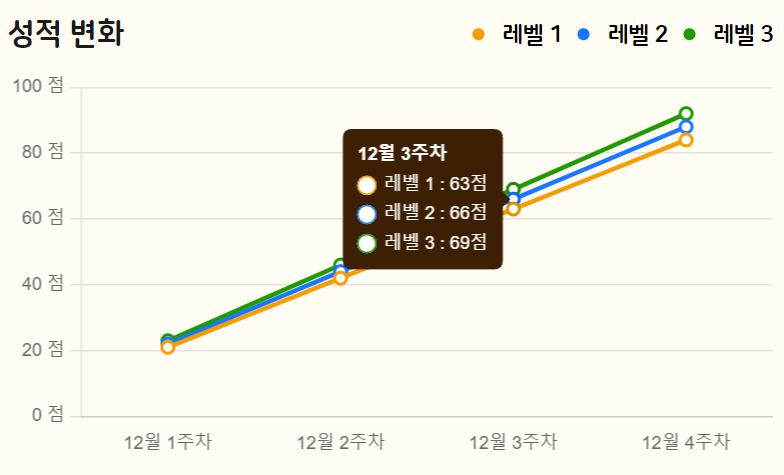 성적 변화
레벨 1 레벨 2 레벨 3
100 점
80 점
60 점
40 점
20 점
0 점
12월 3주차
레벨 1 : 63점
레벨 2 : 66점
레벨 3 : 69점
12월 1주차 12월 2주차 12월 3주차 12월 4주차